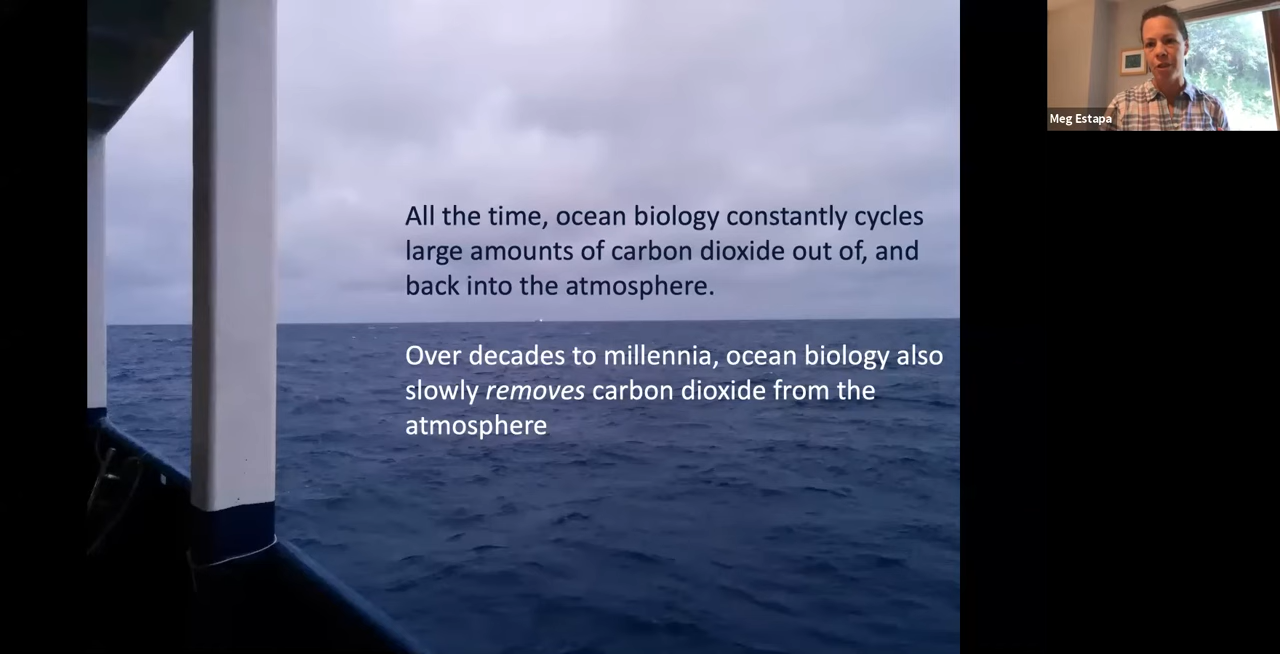 All the time, ocean biology constantly cycles
large amounts of carbon dioxide out of, and
back into the atmosphere.
Over decades to millennia, ocean biology also
slowly removes carbon dioxide from the
atmosphere
Meg Estapa